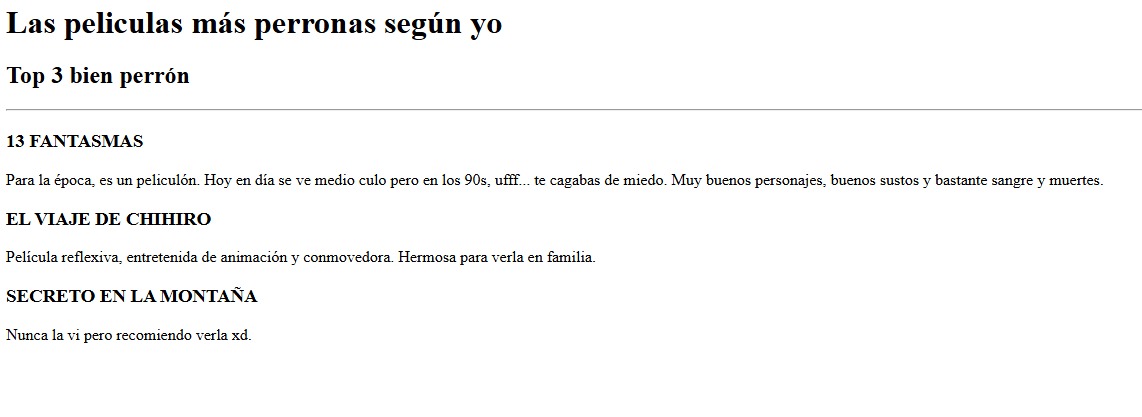 Las peliculas más perronas según yo
Top 3 bien perrón
13 FANTASMAS
Para la época, es un peliculón. Hoy en día se ve medio culo pero en los 90s, ufff... te cagabas de miedo. Muy buenos personajes, buenos sustos y bastante sangre y muertes.
EL VIAJE DE CHIHIRO
Película reflexiva, entretenida de animación y conmovedora. Hermosa para verla en familia.
SECRETO EN LA MONTAÑA
Nunca la vi pero recomiendo verla xd.